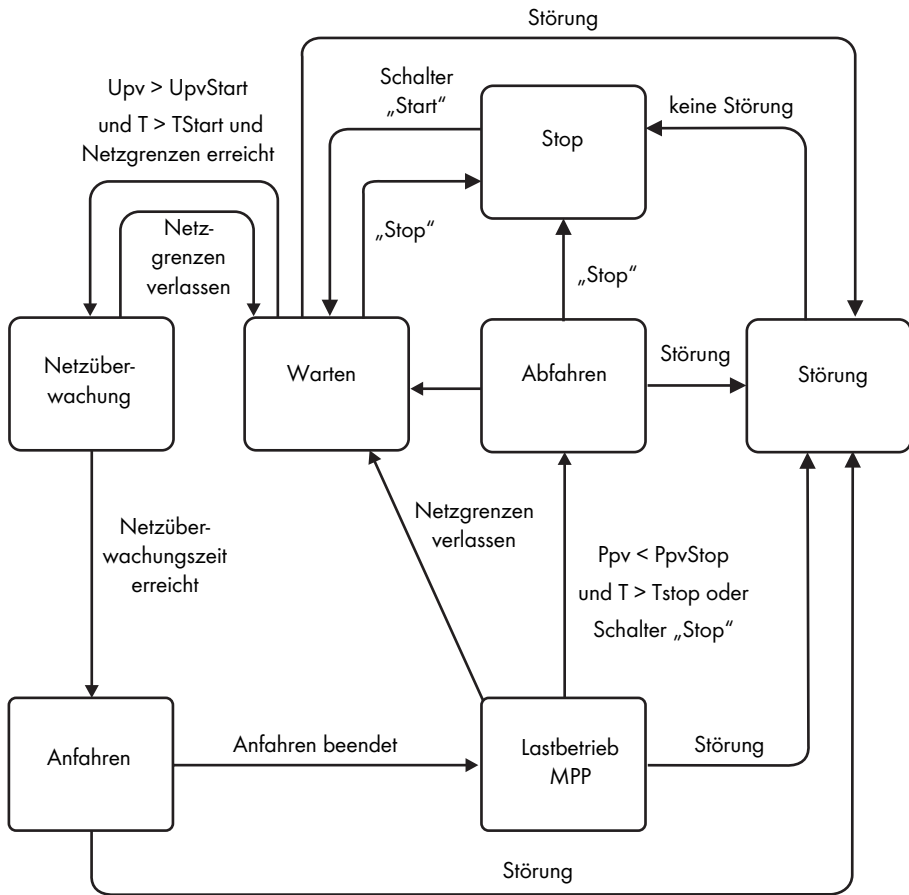 Störung
Upv > UpvStart
und T > TStart und
Netzgrenzen erreicht
Schalter
„Start“
Stop
keine Störung
Netz-
grenzen
verlassen
„Stop“
„Stop“
Netzüber-
wachung
Warten
Abfahren
Störung
Störung
Netzüber-
wachungszeit
erreicht
Netzgrenzen
verlassen
Ppv < PpvStop
und T > Tstop oder
Schalter „Stop“
Anfahren
Anfahren beendet
Lastbetrieb
MPP
Störung
Störung